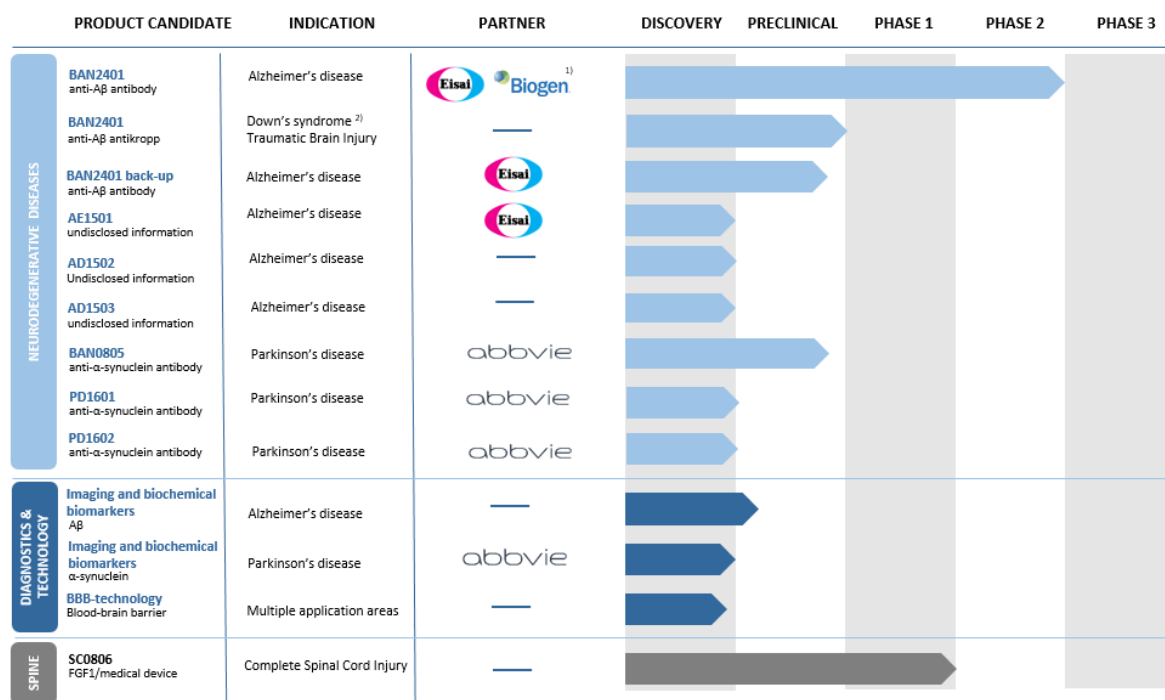 PRODUCT CANDIDATE INDICATION PARTNER DISCOVERY PRECLINICAL PHASE 1 PHASE 2 PHASE 3
NEURODEGENERATIVE DISEASES
BAN2401
anti-Aβ antibody
Alzheimer's disease
Eisai Biogen 1)
BAN2401
anti-Aβ antikropp
Down's syndrome 2)
Traumatic Brain Injury
BAN2401 back-up
anti-Aβ antibody
Alzheimer's disease
Eisai
AE1501
undisclosed information
Alzheimer's disease
Eisai
AD1502
Undisclosed information
Alzheimer's disease
AD1503
undisclosed information
Alzheimer's disease
BAN0805
anti-α-synuclein antibody
Parkinson's disease
abbvie
PD1601
anti-α-synuclein antibody
Parkinson's disease
abbvie
PD1602
anti-α-synuclein antibody
Parkinson's disease
abbvie
DIAGNOSTICS &
TECHNOLOGY
Imaging and biochemical
biomarkers
Aβ
Alzheimer's disease
Imaging and biochemical
biomarkers
α-synuclein
Parkinson's disease
abbvie
BBB-technology
Blood-brain barrier
Multiple application areas
SPINE
SC0806
FGF1/medical device
Complete Spinal Cord Injury